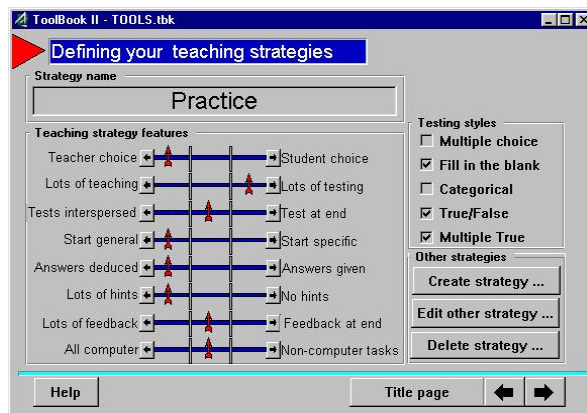 ToolBook II - TOOLS.tbk
Defining your teaching strategies
Strategy name
Practice
Teaching strategy features
Teacher choice Student choice
Lots of teaching Lots of testing
Tests interspersed Test at end
Start general Start specific
Answers deduced Answers given
Lots of hints No hints
Lots of feedback Feedback at end
All computer Non-computer tasks
Testing styles
Multiple choice
Fill in the blank
Categorical
True/False
Multiple True
Other strategies
Create strategy ...
Edit other strategy ...
Delete strategy ...
Help
Title page